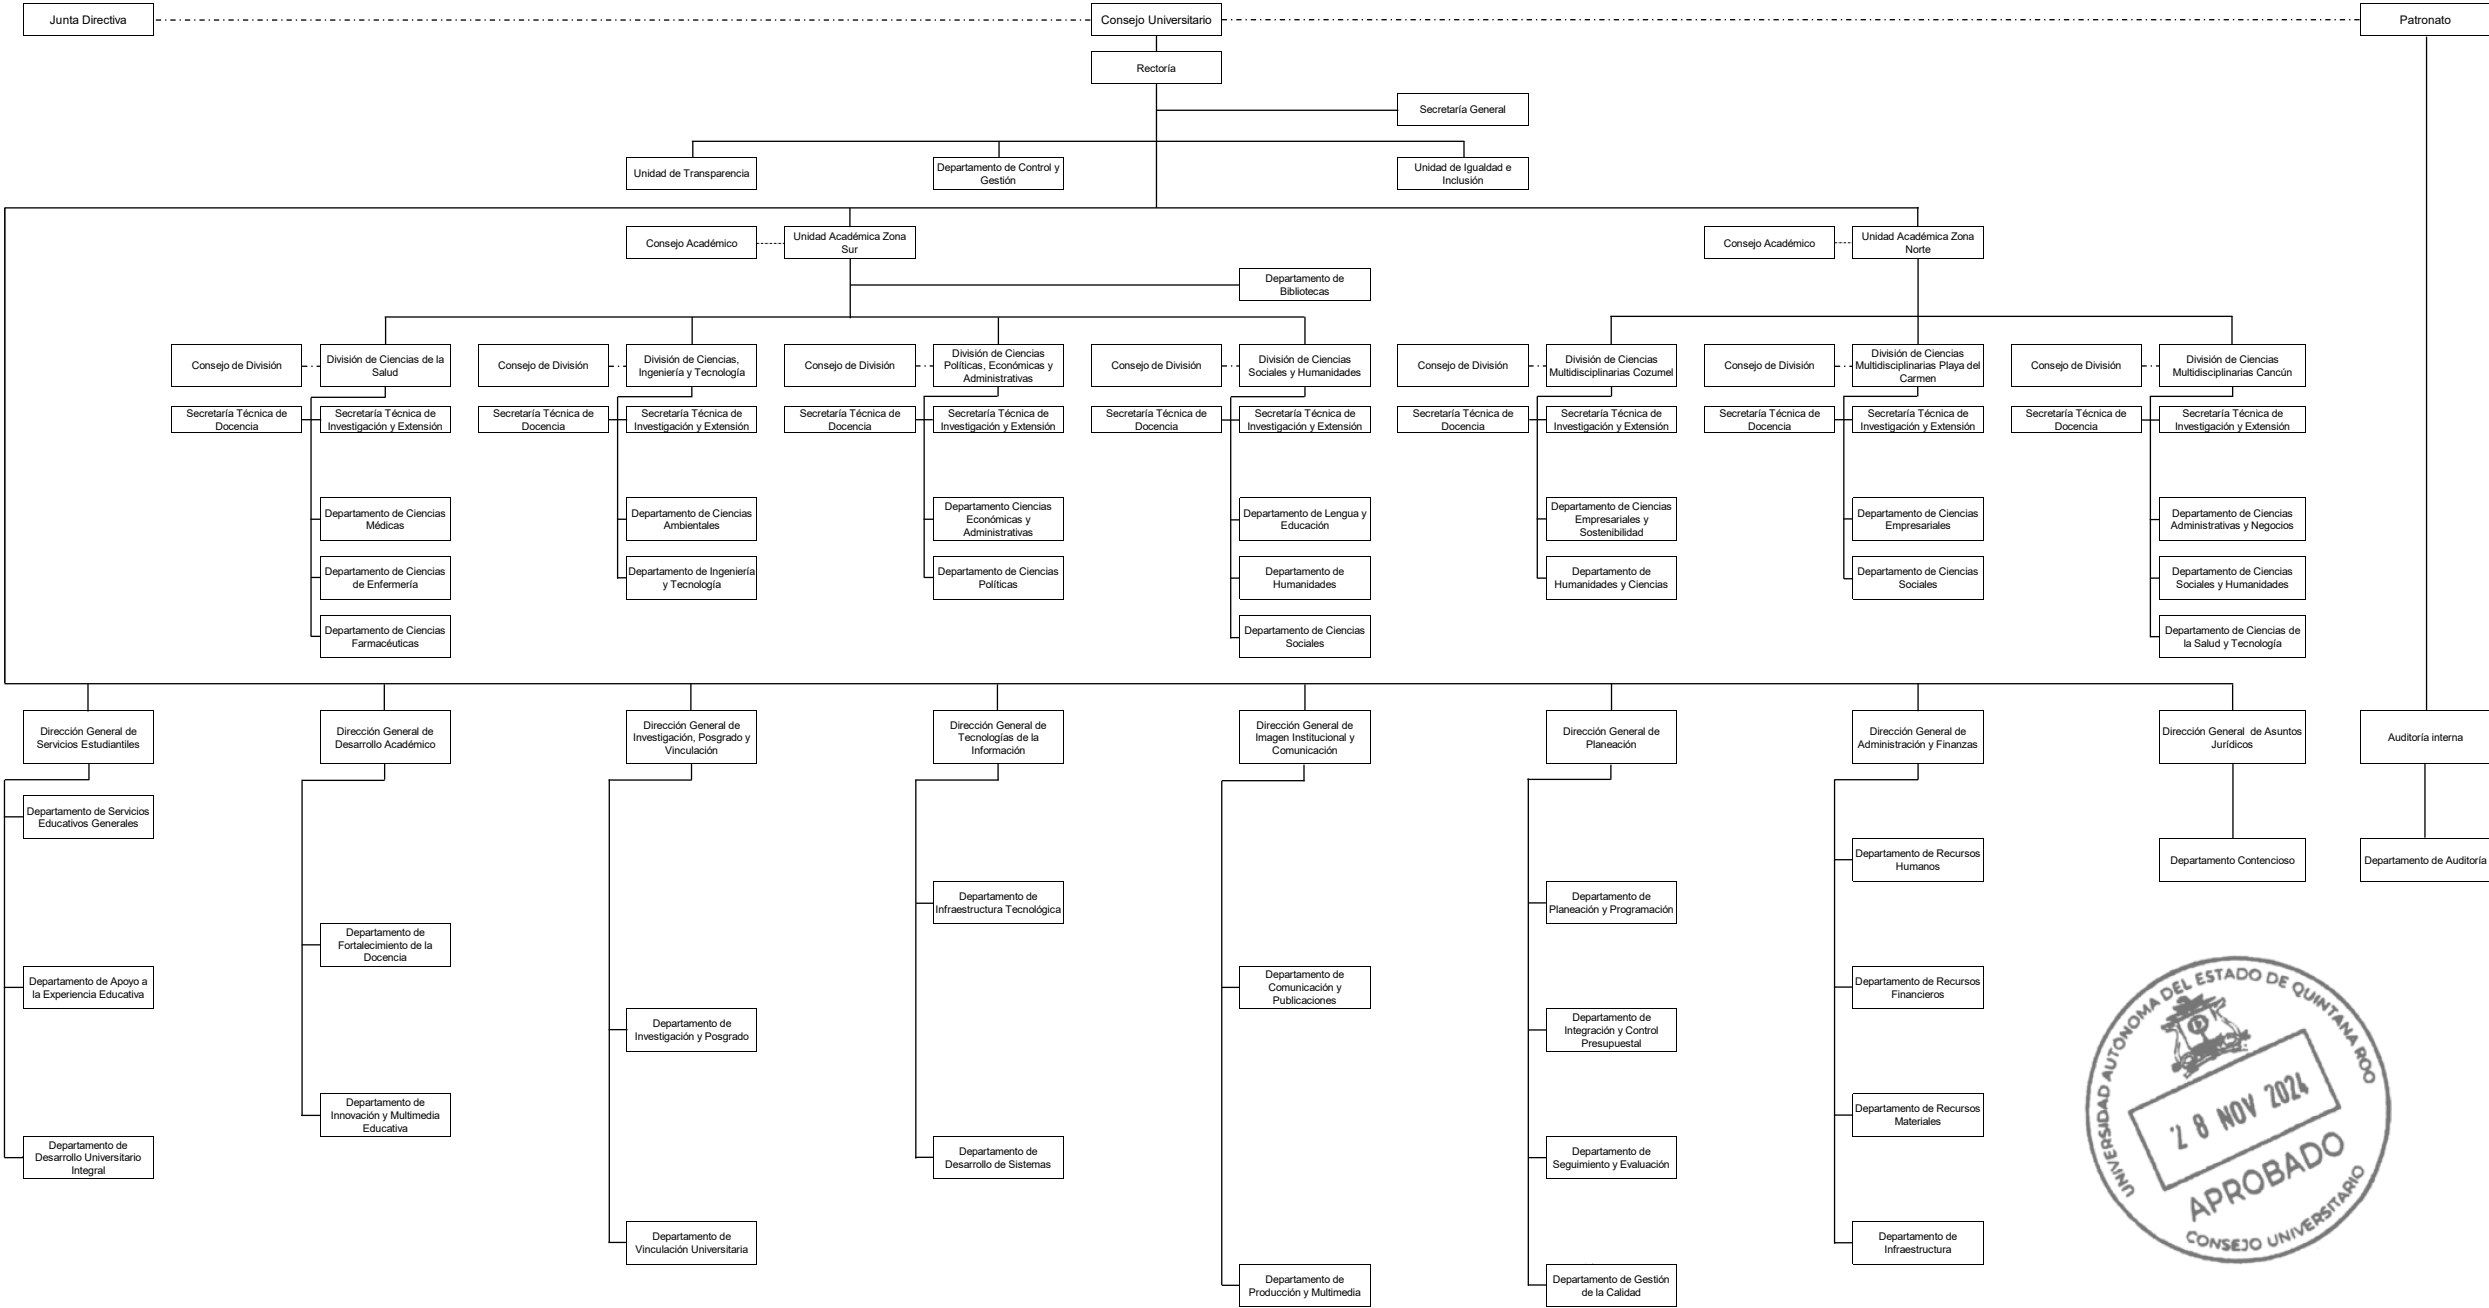 Junta Directiva
Consejo Universitario
Patronato
Rectoría
Secretaría General
Unidad de Transparencia
Departamento de Control y
Gestión
Unidad de Igualdad e
Inclusión
Consejo Académico
Unidad Académica Zona
Sur
Consejo Académico
Unidad Académica Zona
Norte
Departamento de
Bibliotecas
Consejo de División
División de Ciencias de la
Salud
Consejo de División
División de Ciencias,
Ingeniería y Tecnología
Consejo de División
División de Ciencias
Políticas, Económicas y
Administrativas
Consejo de División
División de Ciencias
Sociales y Humanidades
Consejo de División
División de Ciencias
Multidisciplinarias Cozumel
Consejo de División
División de Ciencias
Multidisciplinarias Playa del
Carmen
Consejo de División
División de Ciencias
Multidisciplinarias Cancún
Secretaría Técnica de
Docencia
Secretaría Técnica de
Investigación y Extensión
Secretaría Técnica de
Docencia
Secretaría Técnica de
Investigación y Extensión
Secretaría Técnica de
Docencia
Secretaría Técnica de
Investigación y Extensión
Secretaría Técnica de
Docencia
Secretaría Técnica de
Investigación y Extensión
Secretaría Técnica de
Docencia
Secretaría Técnica de
Investigación y Extensión
Secretaría Técnica de
Docencia
Secretaría Técnica de
Investigación y Extensión
Secretaría Técnica de
Docencia
Secretaría Técnica de
Investigación y Extensión
Departamento de Ciencias
Médicas
Departamento de Ciencias
Ambientales
Departamento Ciencias
Económicas y
Administrativas
Departamento de Lengua y
Educación
Departamento de Ciencias
Empresariales y
Sostenibilidad
Departamento de Ciencias
Empresariales
Departamento de Ciencias
Administrativas y Negocios
Departamento de Ciencias
de Enfermería
Departamento de Ingeniería
y Tecnología
Departamento de Ciencias
Políticas
Departamento de
Humanidades
Departamento de
Humanidades y Ciencias
Departamento de Ciencias
Sociales
Departamento de Ciencias
Sociales y Humanidades
Departamento de Ciencias
Farmacéuticas
Departamento de Ciencias
Sociales
Departamento de Ciencias de
la Salud y Tecnología
Dirección General de
Servicios Estudiantiles
Dirección General de
Desarrollo Académico
Dirección General de
Investigación, Posgrado y
Vinculación
Dirección General de
Tecnologías de la
Información
Dirección General de
Imagen Institucional y
Comunicación
Dirección General de
Planeación
Dirección General de
Administración y Finanzas
Dirección General  de Asuntos
Jurídicos
Auditoría interna
Departamento de Servicios
Educativos Generales
Departamento de Recursos
Humanos
Departamento Contencioso
Departamento de Auditoría
Departamento de
Infraestructura Tecnológica
Departamento de
Planeación y Programación
Departamento de
Fortalecimiento de la
Docencia
Departamento de Apoyo a
la Experiencia Educativa
Departamento de
Comunicación y
Publicaciones
Departamento de Recursos
Financieros
Departamento de
Investigación y Posgrado
Departamento de
Integración y Control
Presupuestal
Departamento de
Innovación y Multimedia
Educativa
Departamento de Recursos
Materiales
Departamento de
Desarrollo Universitario
Integral
Departamento de
Desarrollo de Sistemas
Departamento de
Seguimiento y Evaluación
Departamento de
Vinculación Universitaria
Departamento de
Infraestructura
Departamento de
Producción y Multimedia
Departamento de Gestión
de la Calidad
UNIVERSIDAD AUTÓNOMA DEL ESTADO DE QUINTANA ROO
28 NOV 2024
APROBADO
CONSEJO UNIVERSITARIO